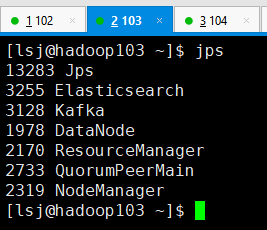 1 102 × 2 103 × 3 104 ×
[lsj@hadoop103 ~]$ jps
13283 Jps
3255 Elasticsearch
3128 Kafka
1978 DataNode
2170 ResourceManager
2733 QuorumPeerMain
2319 NodeManager
[lsj@hadoop103 ~]$